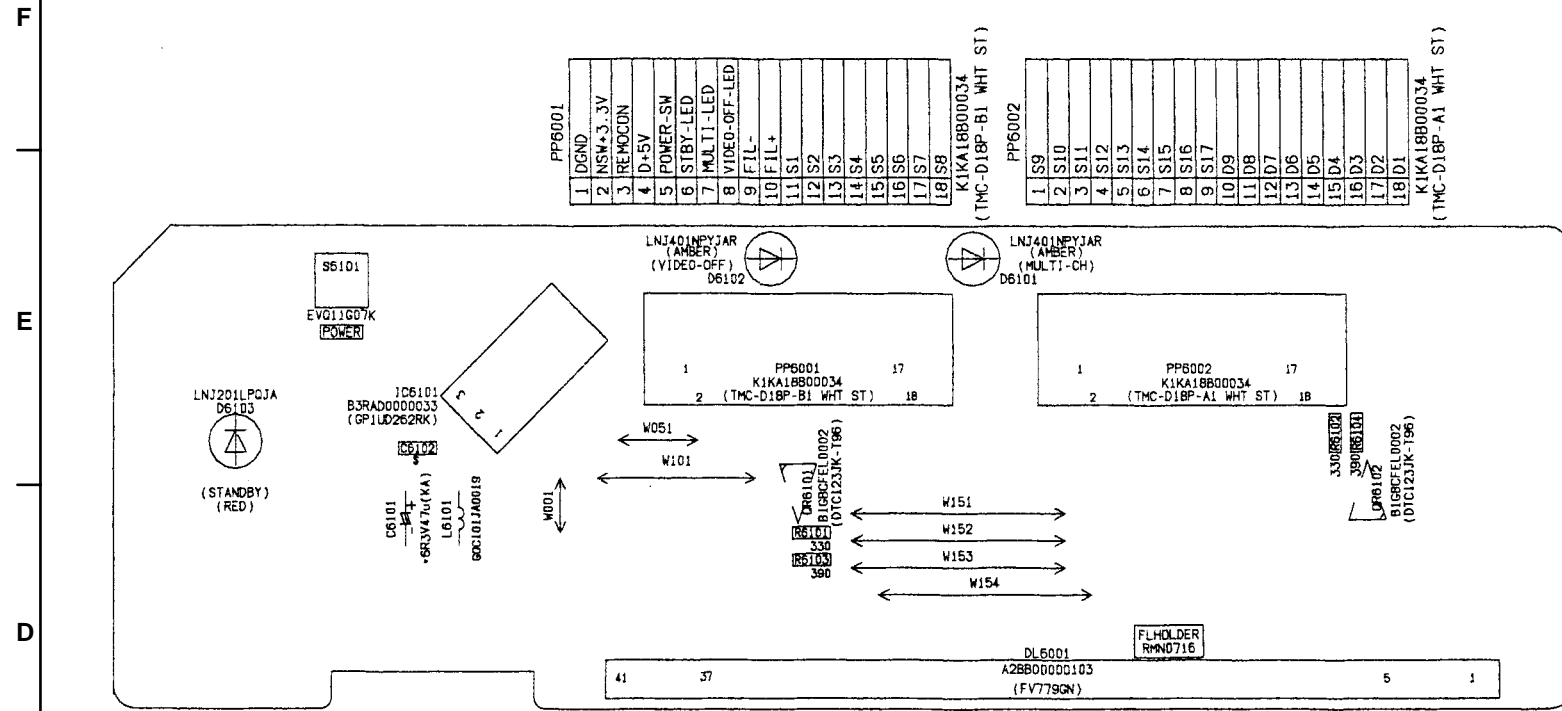 F
E
D
PP6001
1 DGND
2 NSW+3.3V
3 REMOCON
4 D+5V
5 POWER-SW
6 STBY-LED
7 MULTI-LED
8 VIDEO-OFF-LED
9 FIL-
10 FIL+
11 S1
12 S2
13 S3
14 S4
15 S5
16 S6
17 S7
18 S8
K1KA18B00034
(TMC-D18P-B1 WHT ST)
PP6002
1 S9
2 S10
3 S11
4 S12
5 S13
6 S14
7 S15
8 S16
9 S17
10 D9
11 D8
12 D7
13 D6
14 D5
15 D4
16 D3
17 D2
18 D1
K1KA18B00034
(TMC-D18P-A1 WHT ST)
S6101
EVQ11G07K
POWER
LNJ401NPYJAR
(AMBER)
(VIDEO-OFF)
D6102
LNJ401NPYJAR
(AMBER)
(MULTI-CH)
D6101
LNJ201LPQJA
D6103
(STANDBY)
(RED)
IC6101
B3RAD0000033
(GP1UD262RK)
3
2
1
1 PP6001 17
K1KA18B00034
2 (TMC-D18P-B1 WHT ST) 18
1 PP6002 17
K1KA18B00034
2 (TMC-D18P-A1 WHT ST) 18
C6102
$
C6101
+
-
*6R3V47u(KA)
L6101
G0C101JA0019
W051
W101
W001
QR6101
B1GBCFEL0002
(DTC123JK-T96)
R6101
330
R6103
390
W151
W152
W153
W154
R6102
330
R6104
390
QR6102
B1GBCFEL0002
(DTC123JK-T96)
FLHOLDER
RMN0716
DL6001
A2BB00000103
(FV779GN)
41 37 5 1